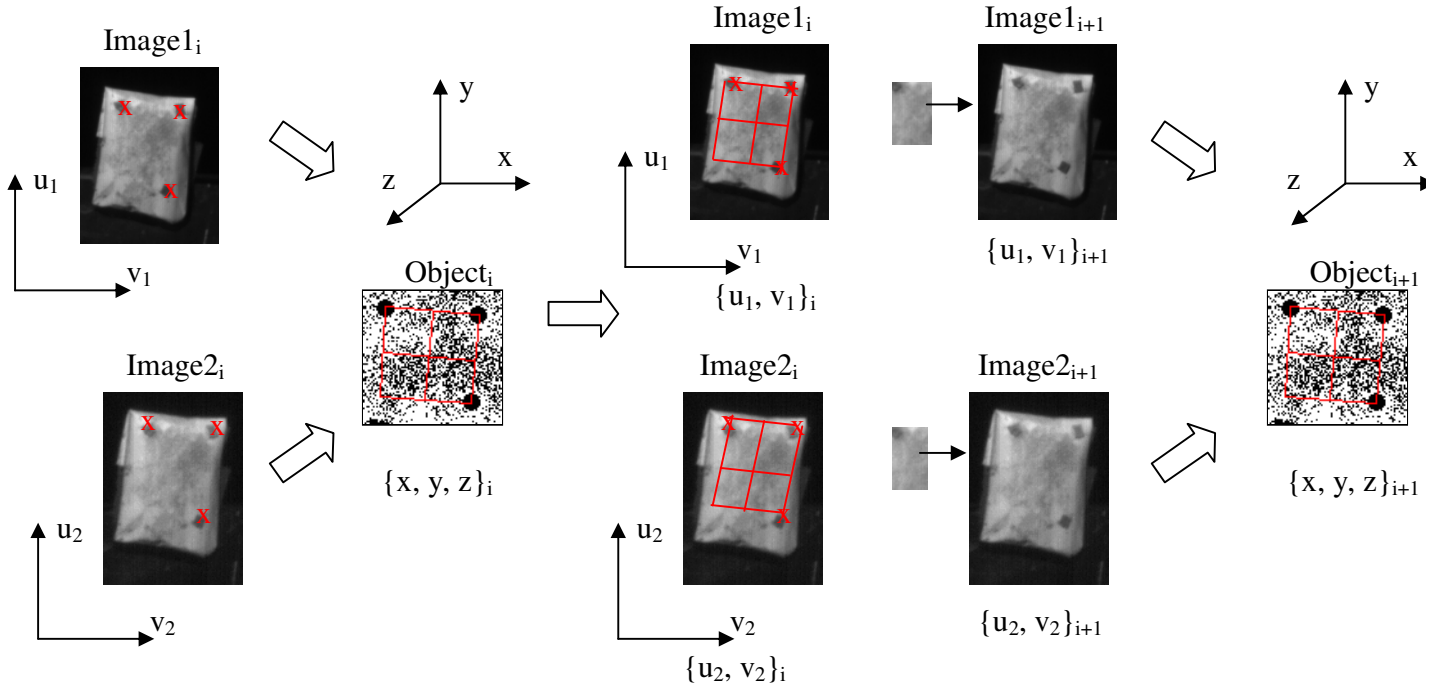 Image1ᵢ
x x
x
u₁
v₁
Image2ᵢ
x x
x
u₂
v₂
y
x
z
Objectᵢ
{x, y, z}ᵢ
Image1ᵢ
x x
x
u₁
v₁
{u₁, v₁}ᵢ
Image2ᵢ
x x
x
u₂
v₂
{u₂, v₂}ᵢ
Image1ᵢ₊₁
{u₁, v₁}ᵢ₊₁
Image2ᵢ₊₁
{u₂, v₂}ᵢ₊₁
y
x
z
Objectᵢ₊₁
{x, y, z}ᵢ₊₁